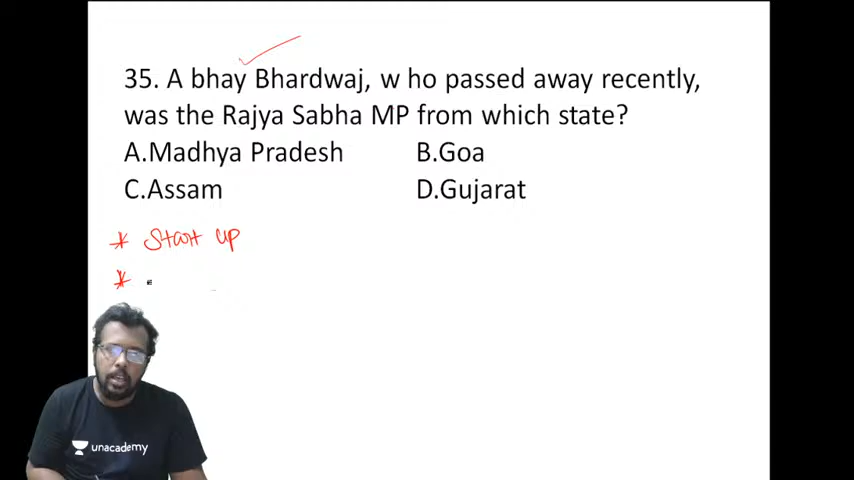 35. A bhay Bhardwaj, w ho passed away recently,
was the Rajya Sabha MP from which state?
A.Madhya Pradesh B.Goa
C.Assam D.Gujarat
* Start up
*
unacademy